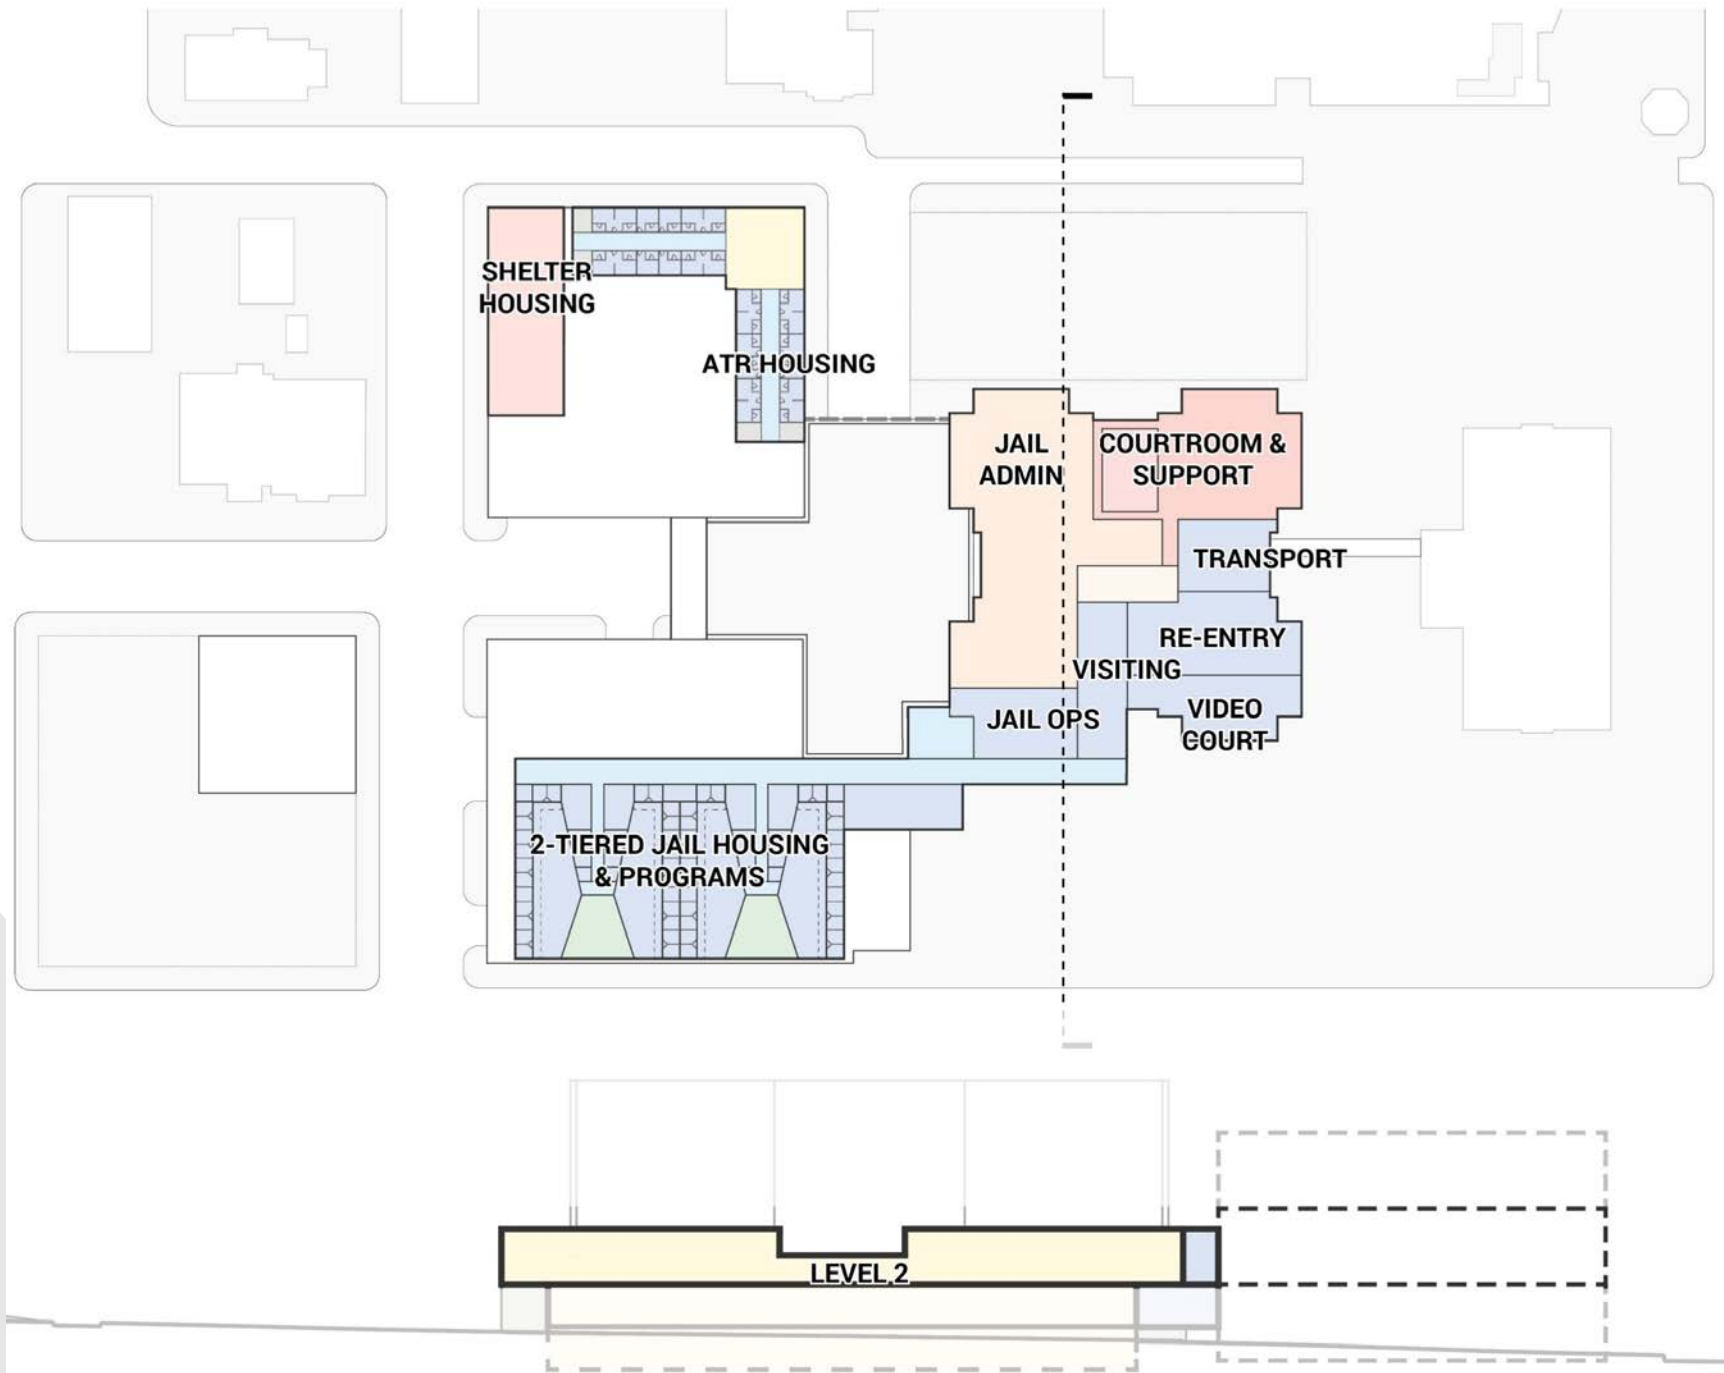 SHELTER
HOUSING
ATR HOUSING
JAIL
ADMIN
COURTROOM &
SUPPORT
TRANSPORT
RE-ENTRY
VISITING
JAIL OPS
VIDEO
COURT
2-TIERED JAIL HOUSING
& PROGRAMS
LEVEL 2